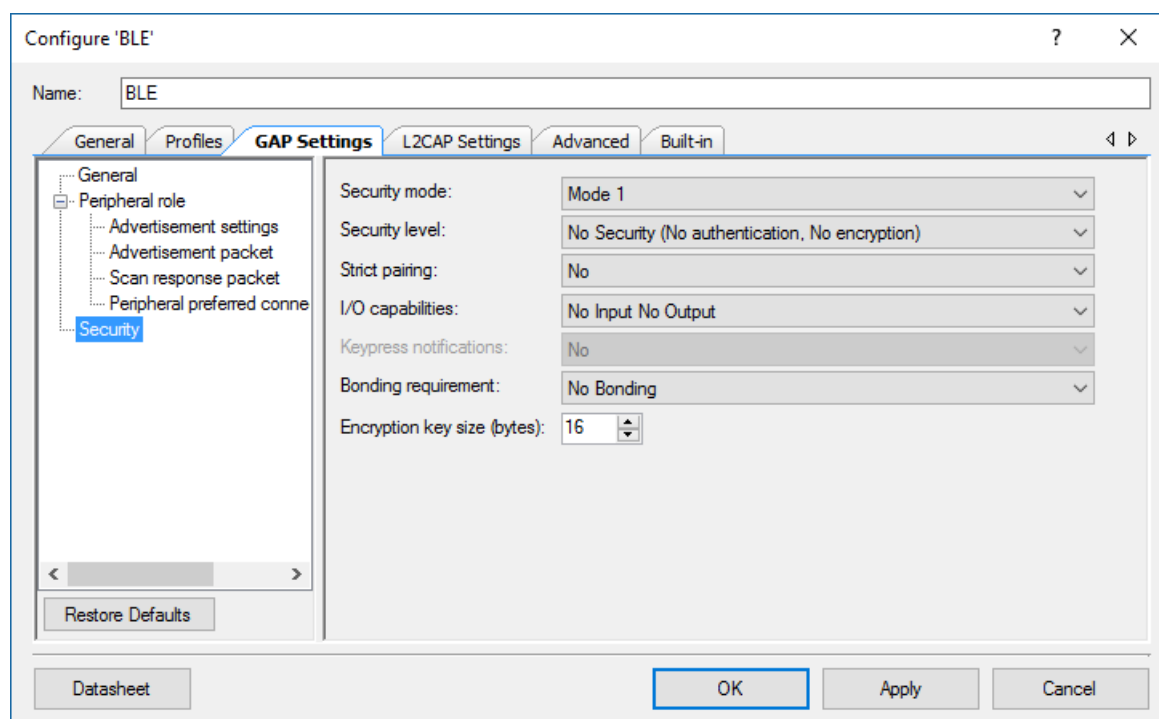 Configure 'BLE'
?
Name: BLE
General Profiles GAP Settings L2CAP Settings Advanced Built-in
General
Peripheral role
Advertisement settings
Advertisement packet
Scan response packet
Peripheral preferred conne
Security
Security mode: Mode 1
Security level: No Security (No authentication, No encryption)
Strict pairing: No
I/O capabilities: No Input No Output
Keypress notifications: No
Bonding requirement: No Bonding
Encryption key size (bytes): 16
Restore Defaults
Datasheet OK Apply Cancel